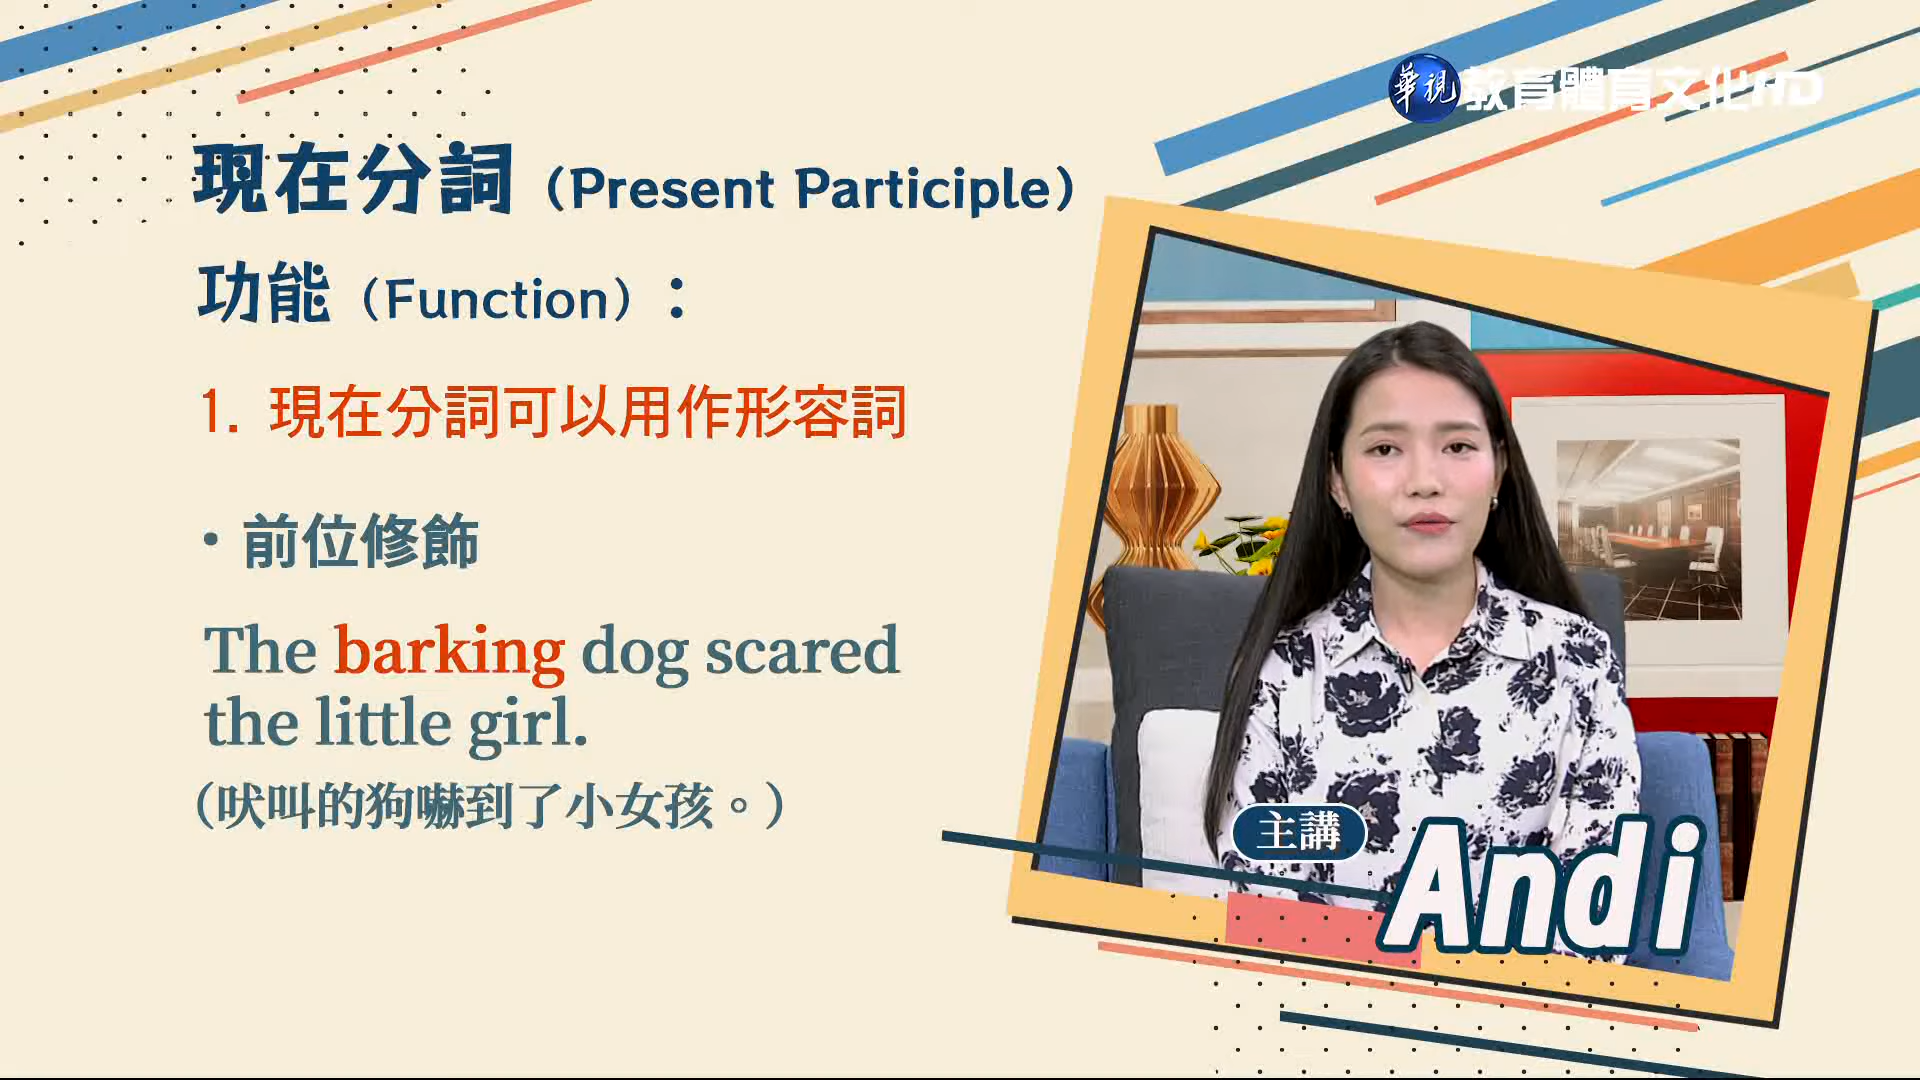 華視 教育體育文化HD
現在分詞（Present Participle）
功能（Function）：
1. 現在分詞可以用作形容詞
• 前位修飾
The barking dog scared
the little girl.
（吠叫的狗嚇到了小女孩。）
主講
Andi